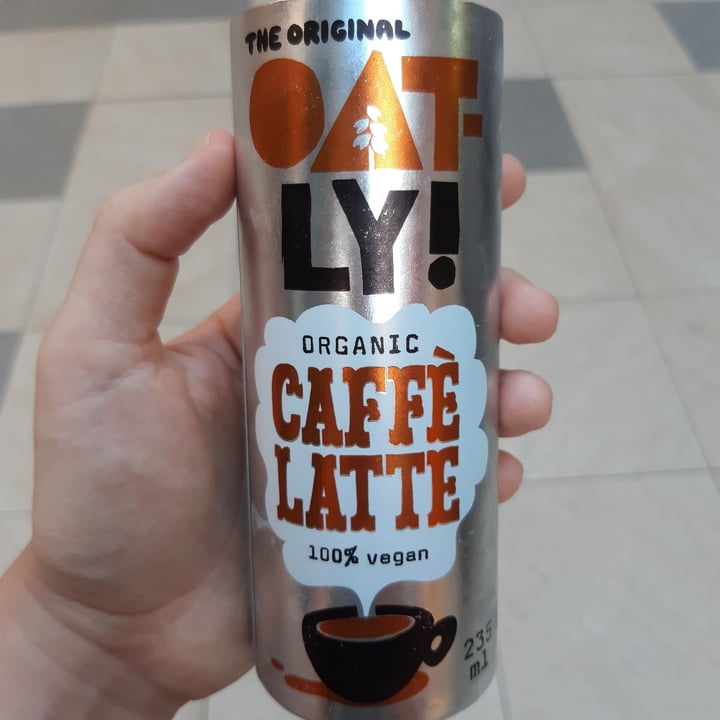 THE ORIGINAL
OAT-
LY!
ORGANIC
CAFFÈ
LATTE
100% vegan
235
ml